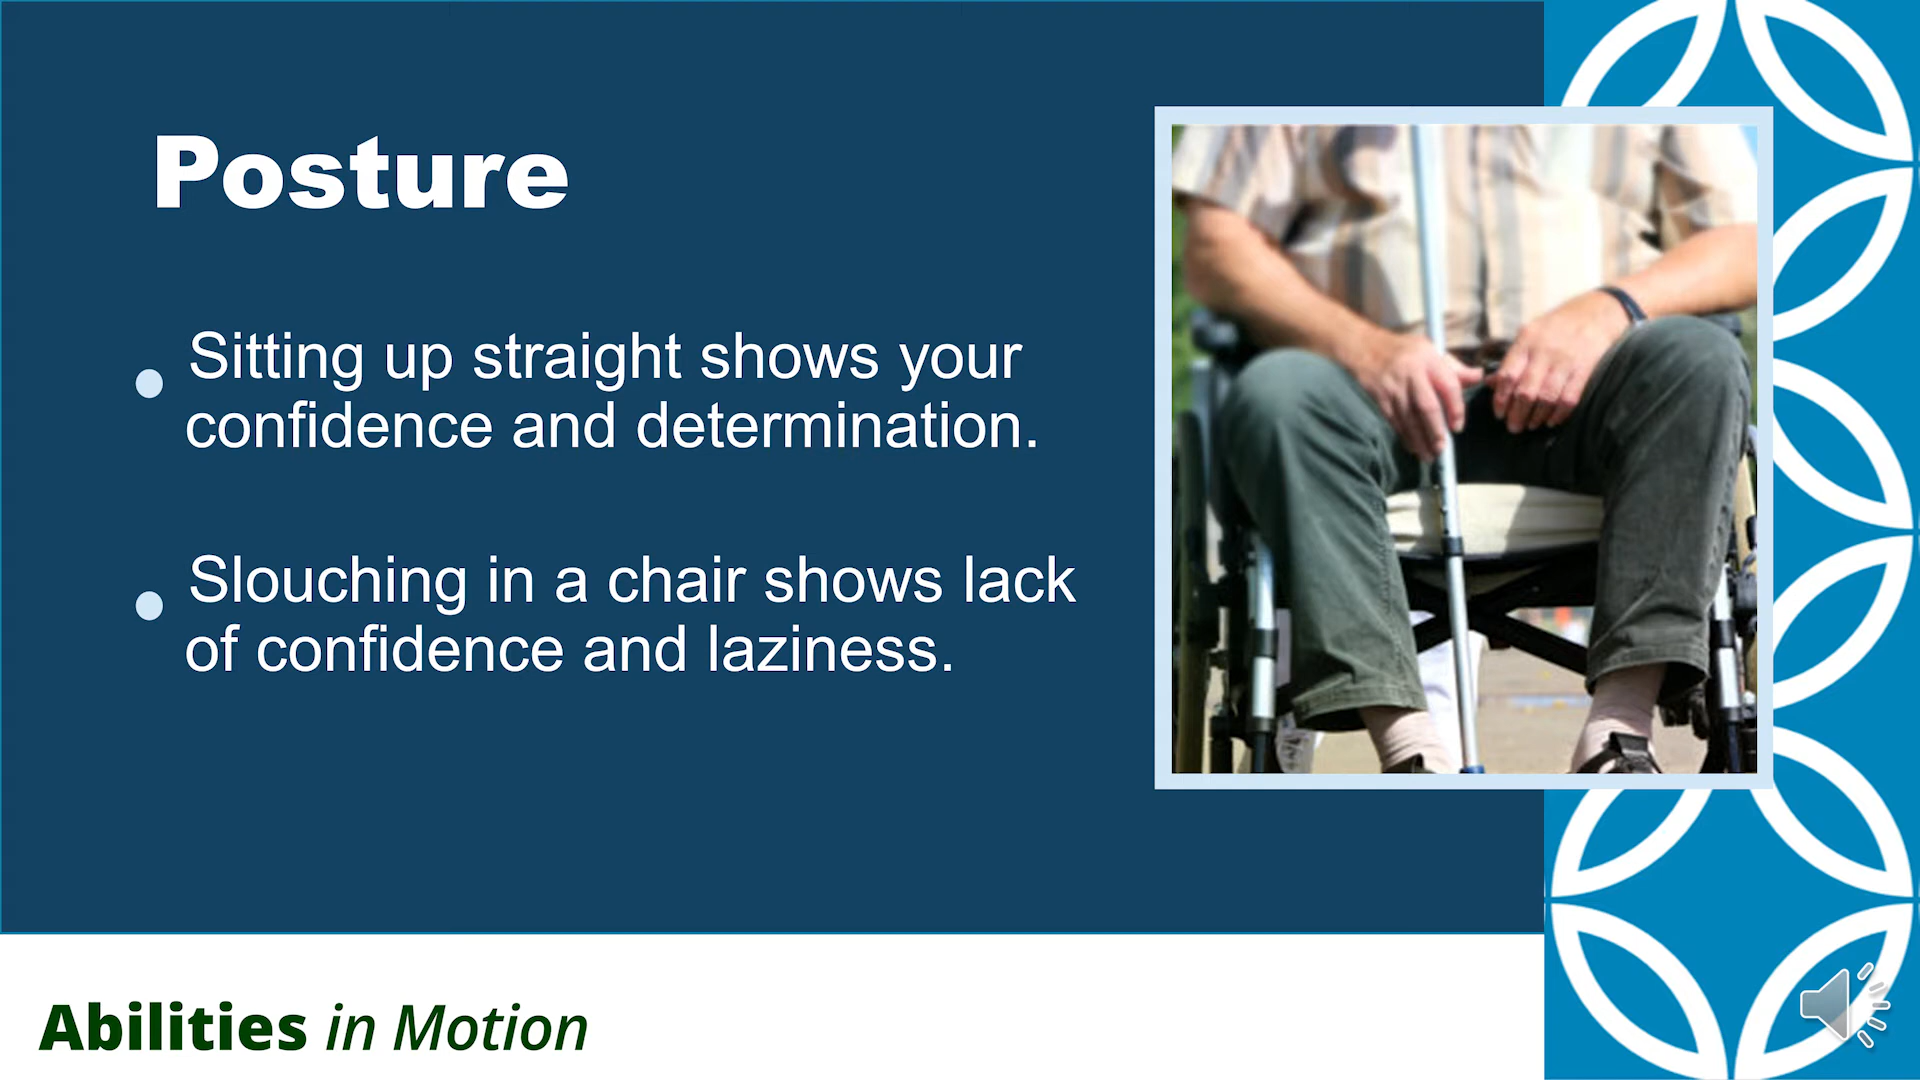 Posture
Sitting up straight shows your
confidence and determination.
Slouching in a chair shows lack
of confidence and laziness.
Abilities in Motion